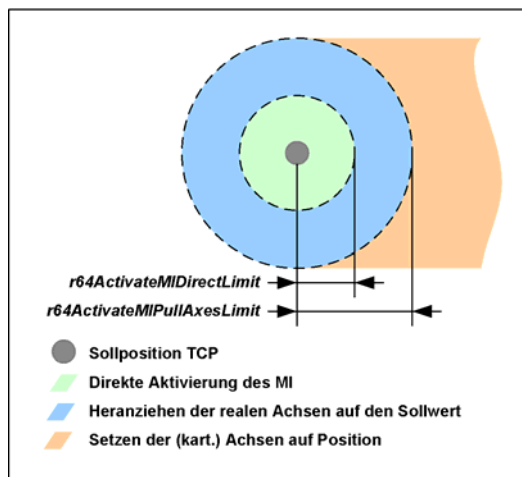 r64ActivateMIDirectLimit
r64ActivateMIPullAxesLimit
Sollposition TCP
Direkte Aktivierung des MI
Heranziehen der realen Achsen auf den Sollwert
Setzen der (kart.) Achsen auf Position